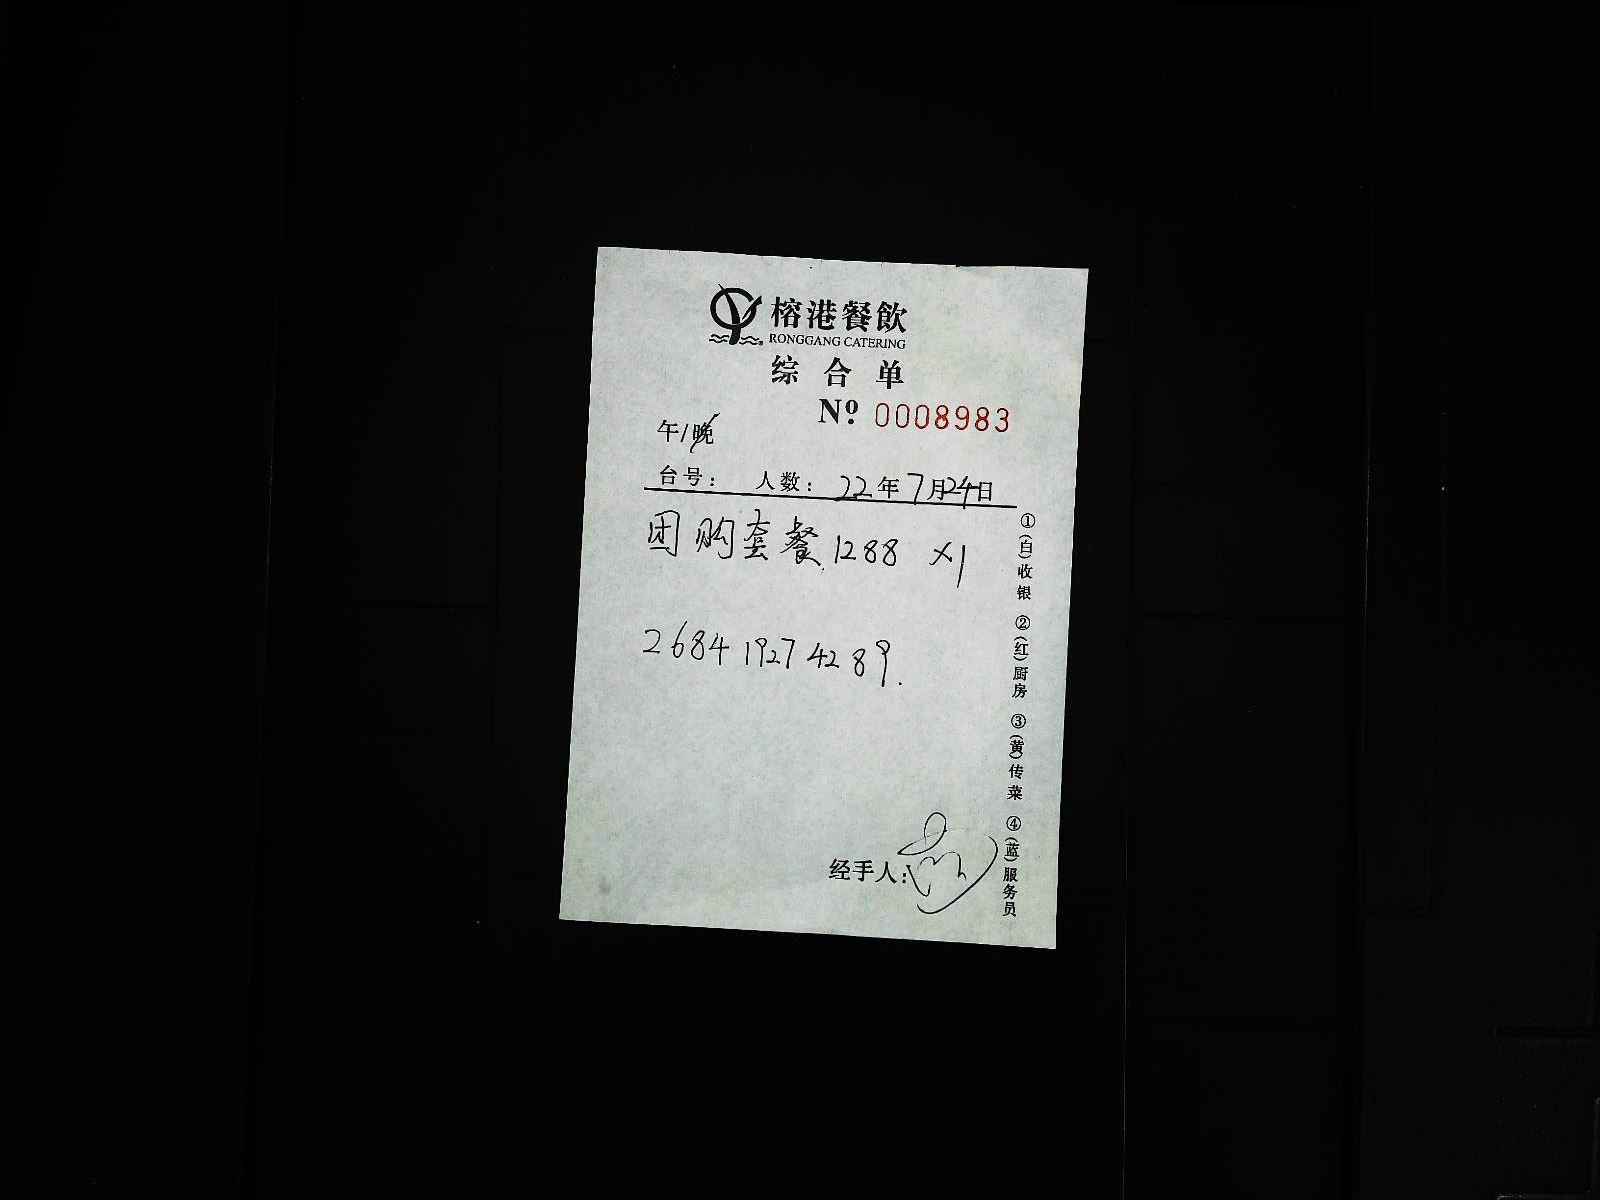 榕港餐飲
RONGGANG CATERING
综合单
Nº 0008983
午/晚
台号： 人数： 22年7月24日
团购套餐.1288 ×1
2684 1927 4289.
经手人：
①(白)收银 ②(红)厨房 ③(黄)传菜 ④(蓝)服务员